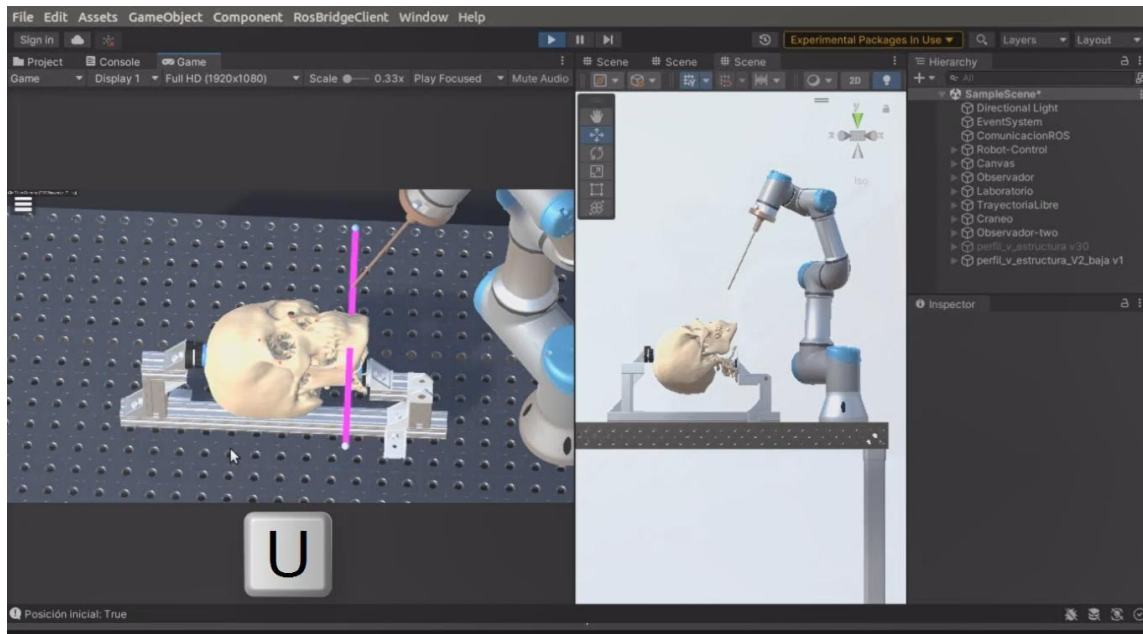 File Edit Assets GameObject Component RosBridgeClient Window Help
Sign in Experimental Packages In Use Layers Layout
Project Console Game Scene Scene Scene Hierarchy
Game Display 1 Full HD (1920x1080) Scale 0.33x Play Focused Mute Audio 2D All
SampleScene*
Directional Light
EventSystem
ComunicacionROS
Robot-Control
Canvas
Observador
Laboratorio
TrayectoriaLibre
Craneo
Observador-two
perfil_v_estructura v30
perfil_v_estructura_V2_baja v1
y
x
Iso
Inspector
U
Posición inicial: True